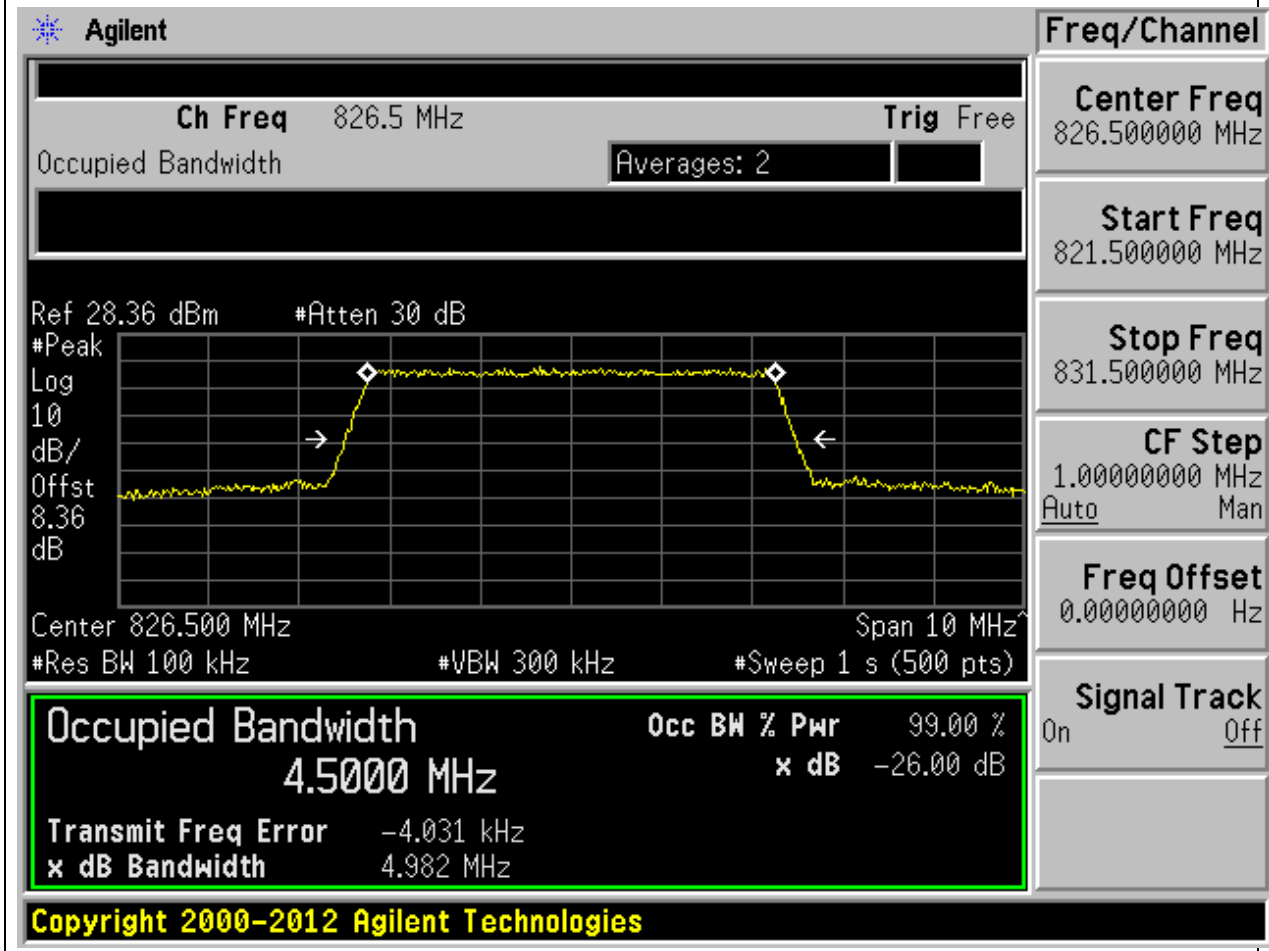 Agilent
Freq/Channel
Ch Freq 826.5 MHz Trig Free
Occupied Bandwidth Averages: 2
Ref 28.36 dBm #Atten 30 dB
#Peak
Log
10
dB/
Offst
8.36
dB
Center 826.500 MHz Span 10 MHz^
#Res BW 100 kHz #VBW 300 kHz #Sweep 1 s (500 pts)
Occupied Bandwidth
4.5000 MHz
Occ BW % Pwr 99.00 %
x dB -26.00 dB
Transmit Freq Error -4.031 kHz
x dB Bandwidth 4.982 MHz
Copyright 2000-2012 Agilent Technologies
Center Freq
826.500000 MHz
Start Freq
821.500000 MHz
Stop Freq
831.500000 MHz
CF Step
1.00000000 MHz
Auto Man
Freq Offset
0.00000000 Hz
Signal Track
On Off